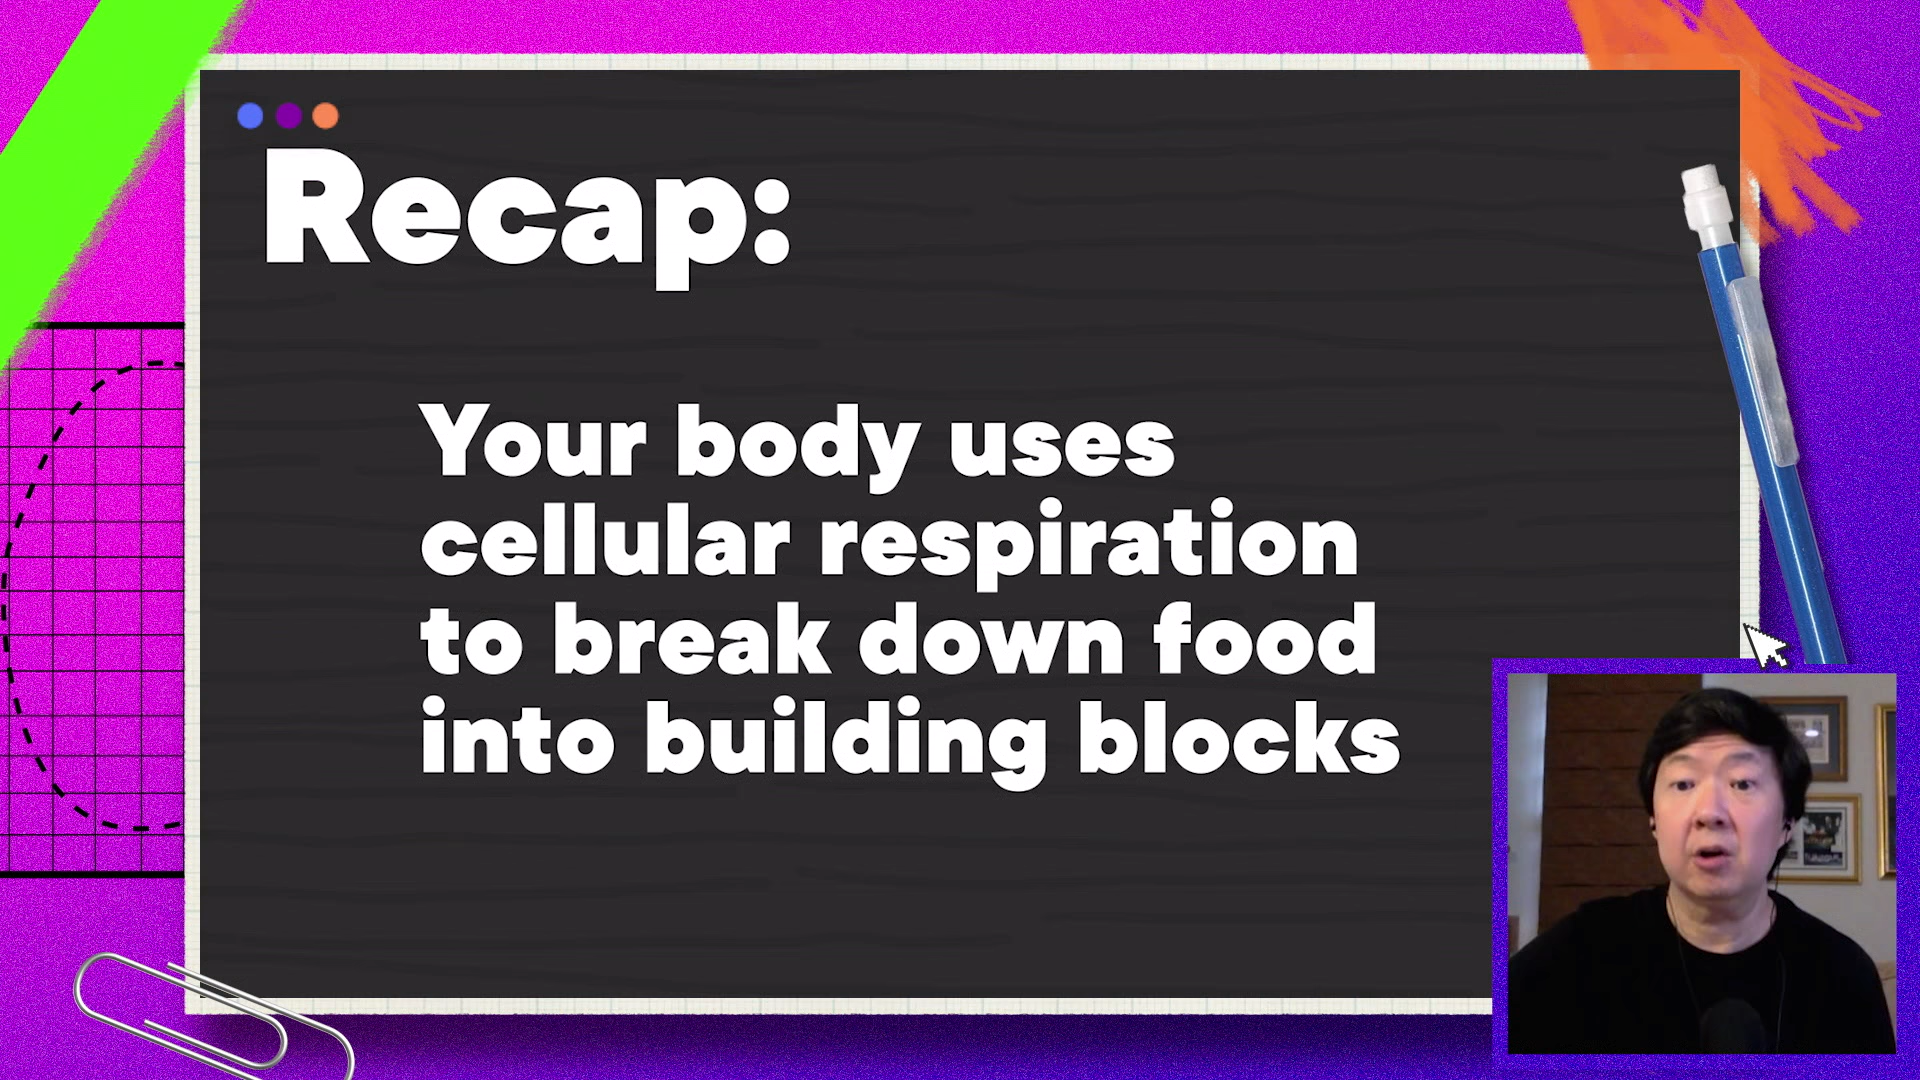 Recap:
Your body uses
cellular respiration
to break down food
into building blocks